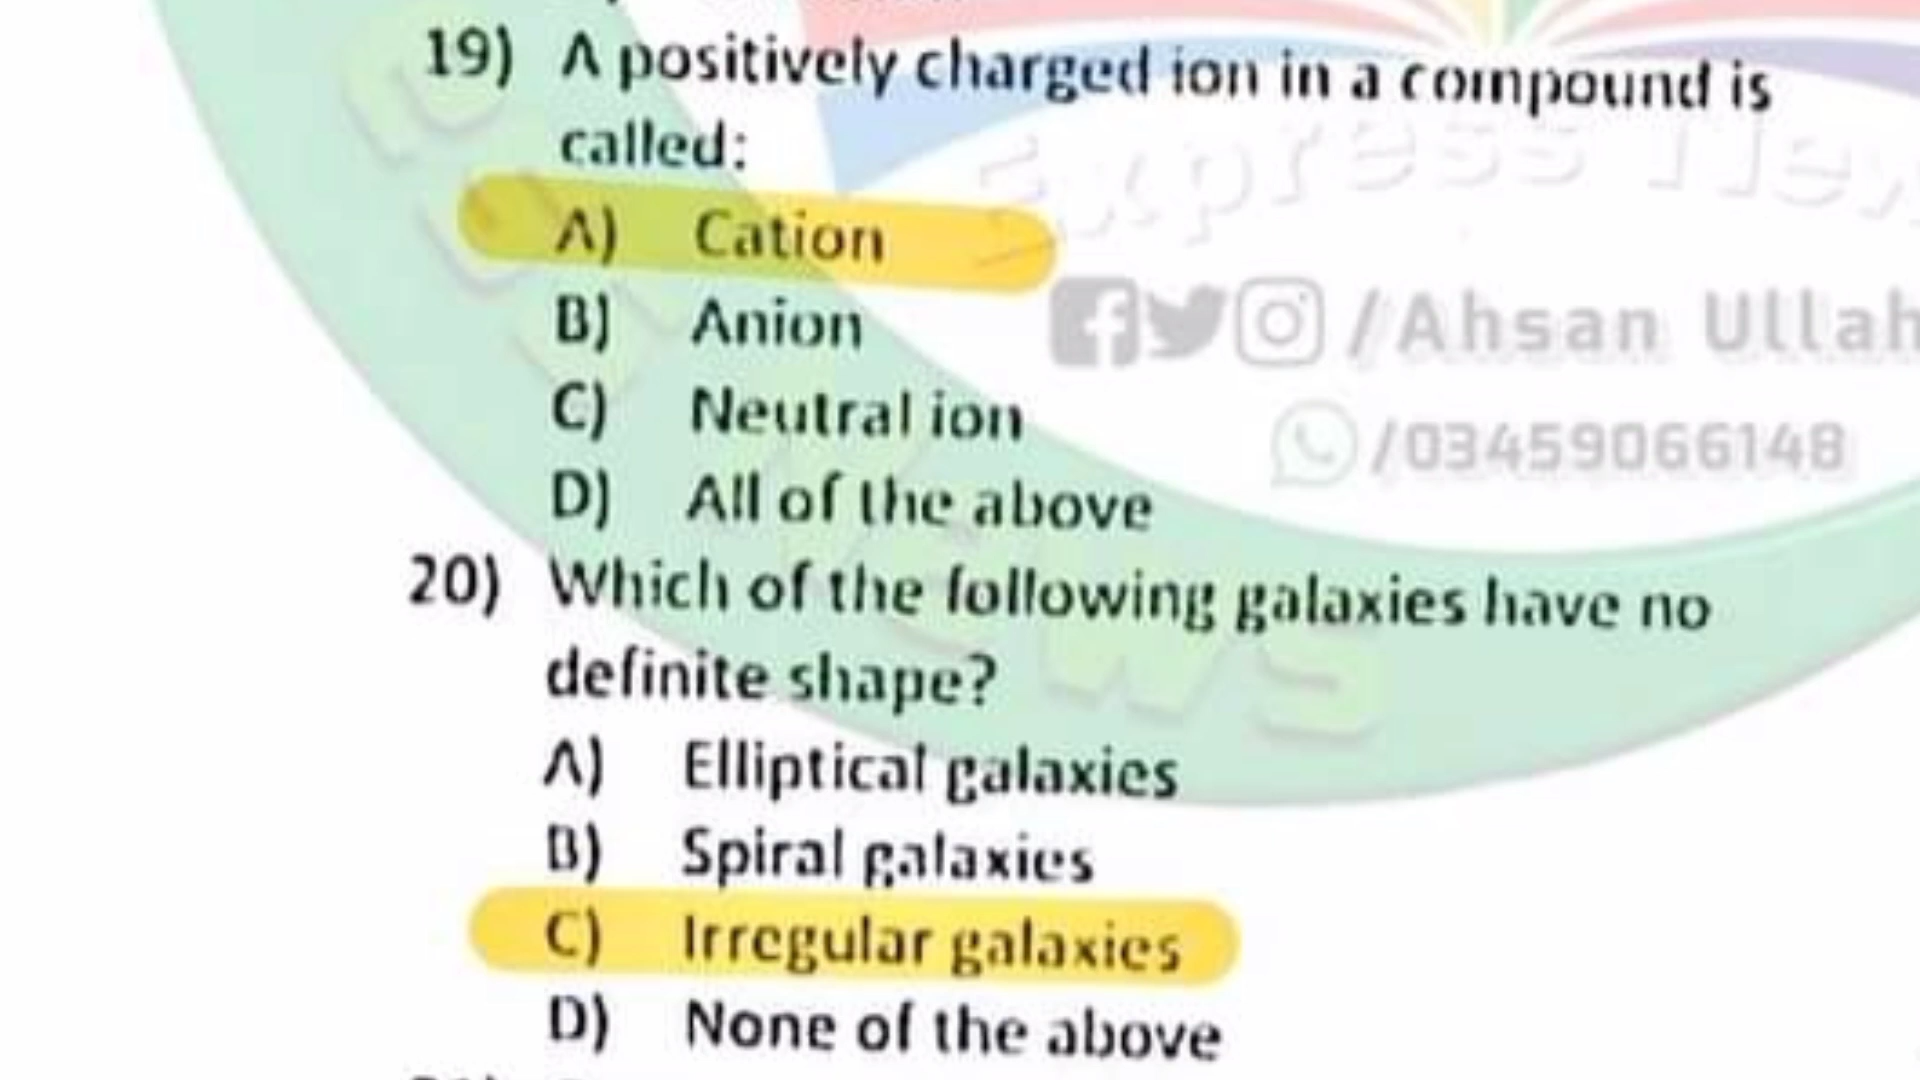 19) A positively charged ion in a compound is
called:
A) Cation
B) Anion
C) Neutral ion
D) All of the above
20) Which of the following galaxies have no
definite shape?
A) Elliptical galaxies
B) Spiral galaxies
C) Irregular galaxies
D) None of the above
Express
/Ahsan Ullah
/03459066148